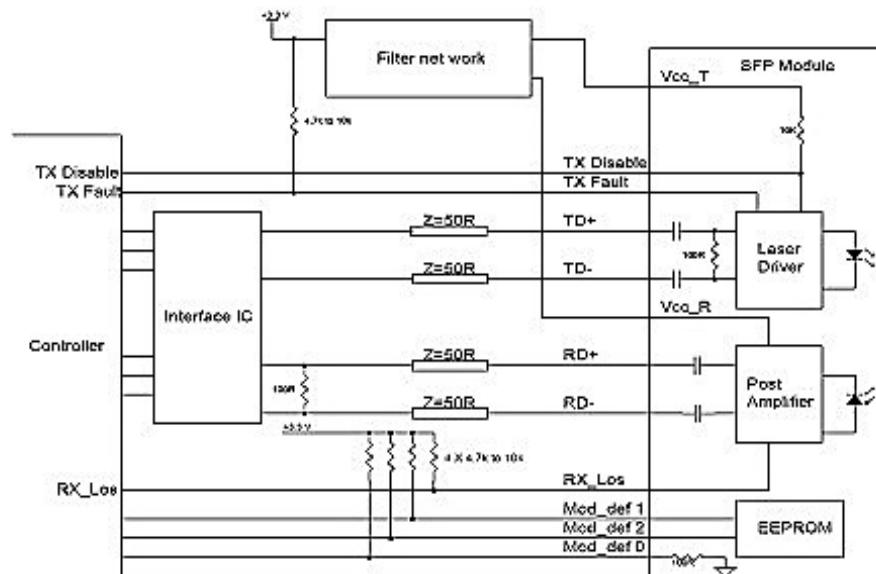 +3.3 V
Filter net work
SFP Module
Vcc_T
4.7k to 10k
10K
TX Disable
TX Disable
TX Fault
TX Fault
Z=50R
TD+
Laser Driver
100R
Z=50R
TD-
Vcc_R
Interface IC
Controller
Z=50R
RD+
Post Amplifier
100R
Z=50R
RD-
+3.3 V
4 X 4.7k to 10k
RX_Los
RX_Los
Mod_def 1
Mod_def 2
Mod_def 0
EEPROM